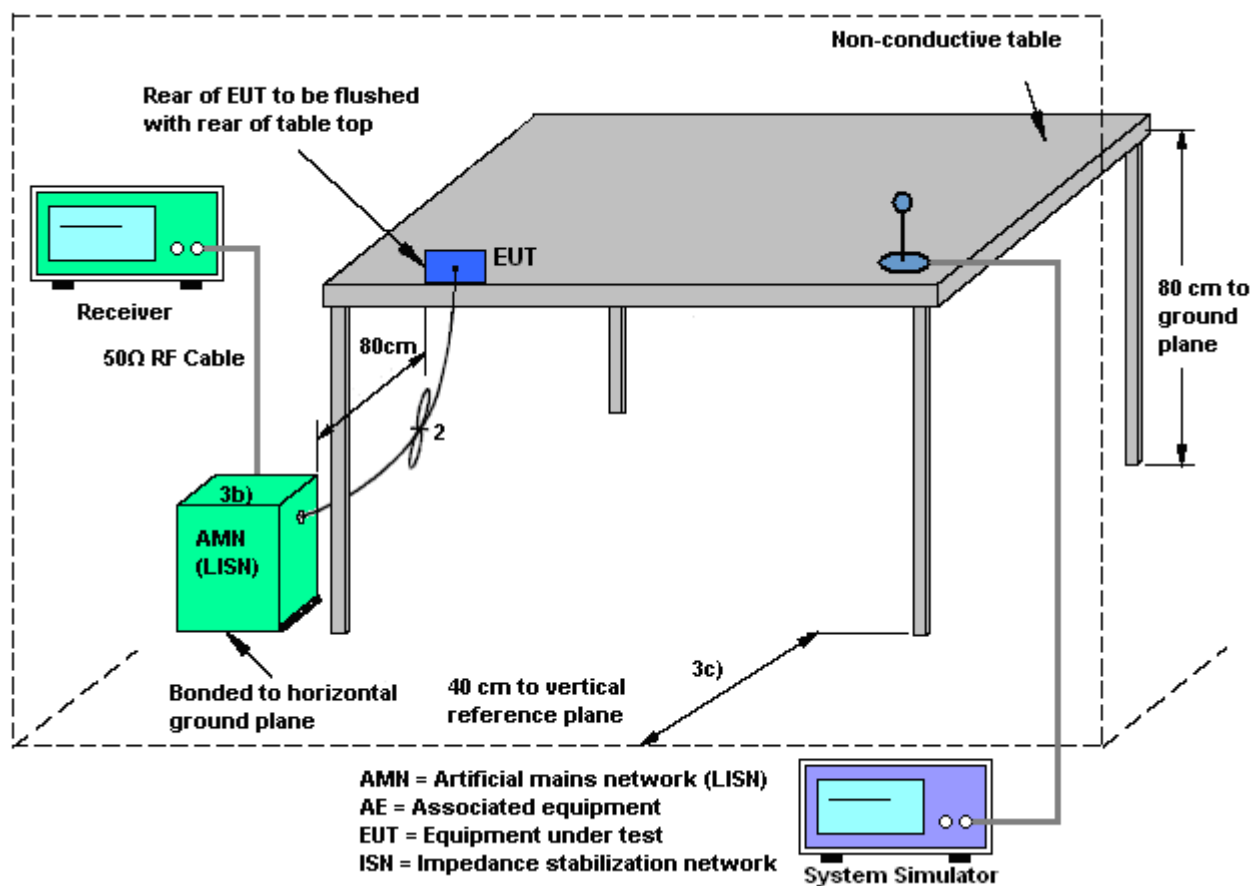 Non-conductive table
Rear of EUT to be flushed
with rear of table top
EUT
Receiver
80 cm to
ground
plane
50Ω RF Cable
80cm
2
3b)
AMN
(LISN)
3c)
Bonded to horizontal
ground plane
40 cm to vertical
reference plane
AMN = Artificial mains network (LISN)
AE = Associated equipment
EUT = Equipment under test
ISN = Impedance stabilization network
System Simulator